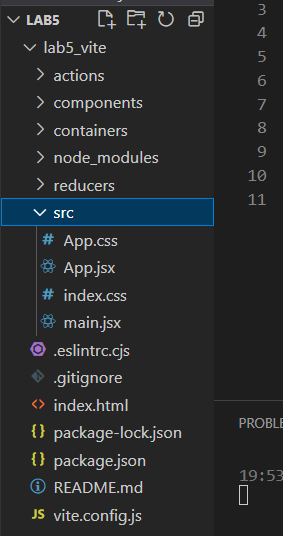 LAB5
lab5_vite
actions
components
containers
node_modules
reducers
src
# App.css
App.jsx
# index.css
main.jsx
.eslintrc.cjs
.gitignore
<> index.html
{} package-lock.json
{} package.json
README.md
JS vite.config.js
3
4
5
6
7
8
9
10
11
PROBLE
19:53